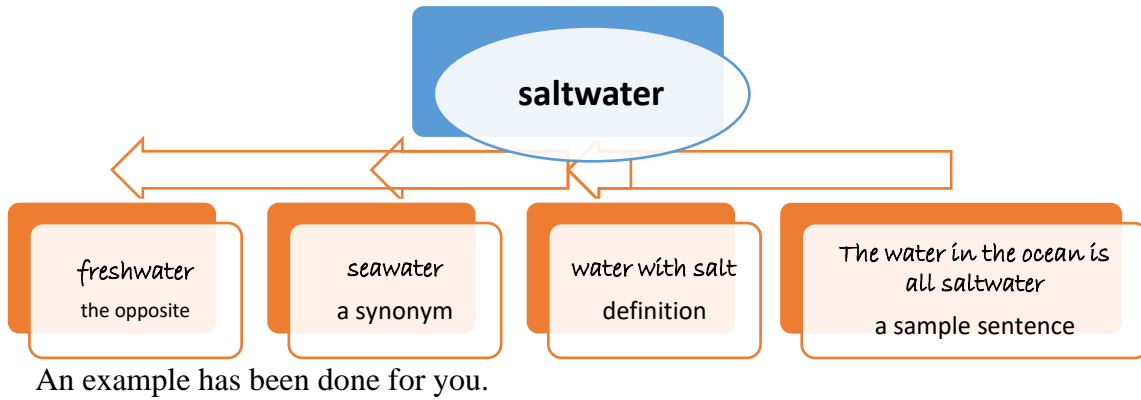 saltwater
freshwater
the opposite
seawater
a synonym
water with salt
definition
The water in the ocean is
all saltwater
a sample sentence
An example has been done for you.